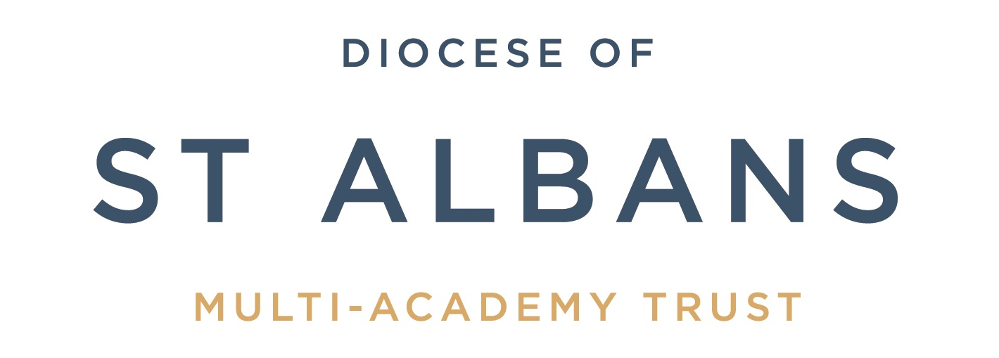 DIOCESE OF
ST ALBANS
MULTI-ACADEMY TRUST